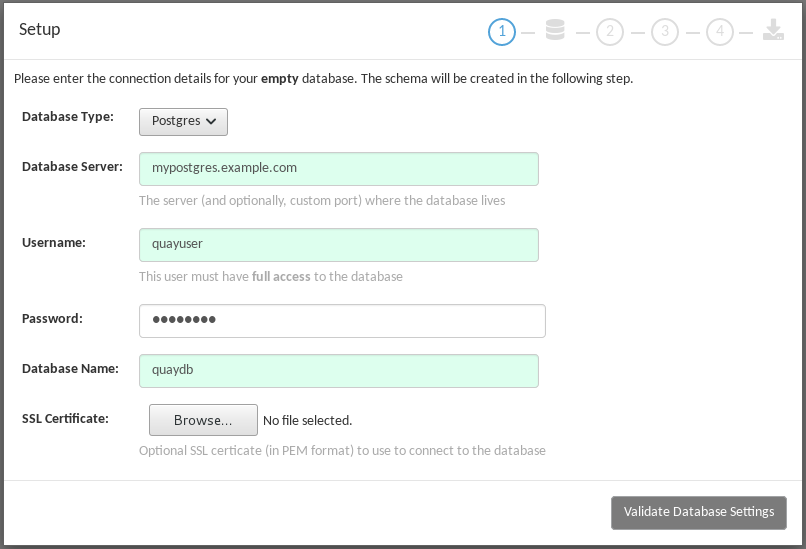 Setup
1 2 3 4
Please enter the connection details for your empty database. The schema will be created in the following step.
Database Type: Postgres
Database Server: mypostgres.example.com
The server (and optionally, custom port) where the database lives
Username: quayuser
This user must have full access to the database
Password: ●●●●●●●●
Database Name: quaydb
SSL Certificate: Browse... No file selected.
Optional SSL certicate (in PEM format) to use to connect to the database
Validate Database Settings